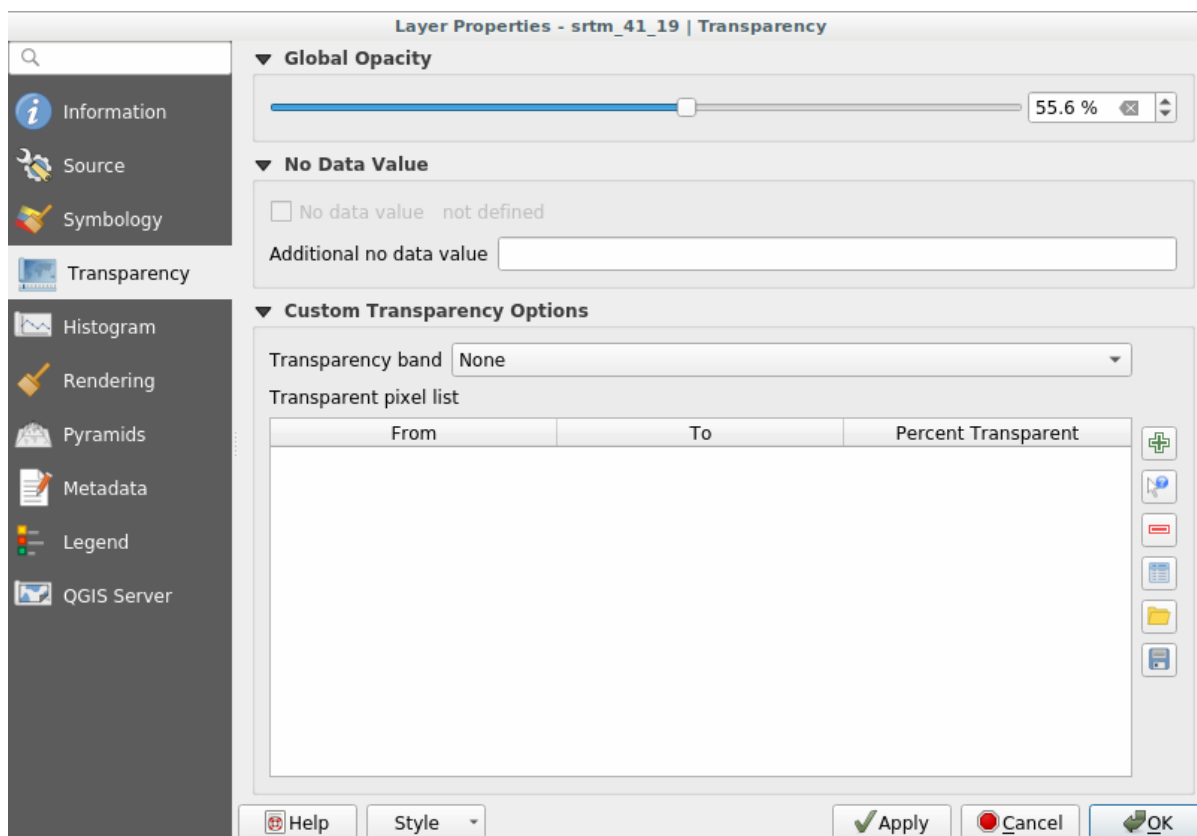 Layer Properties - srtm_41_19 | Transparency
Information
Source
Symbology
Transparency
Histogram
Rendering
Pyramids
Metadata
Legend
QGIS Server
Global Opacity
55.6 %
No Data Value
No data value not defined
Additional no data value
Custom Transparency Options
Transparency band None
Transparent pixel list
From To Percent Transparent
Help Style Apply Cancel OK